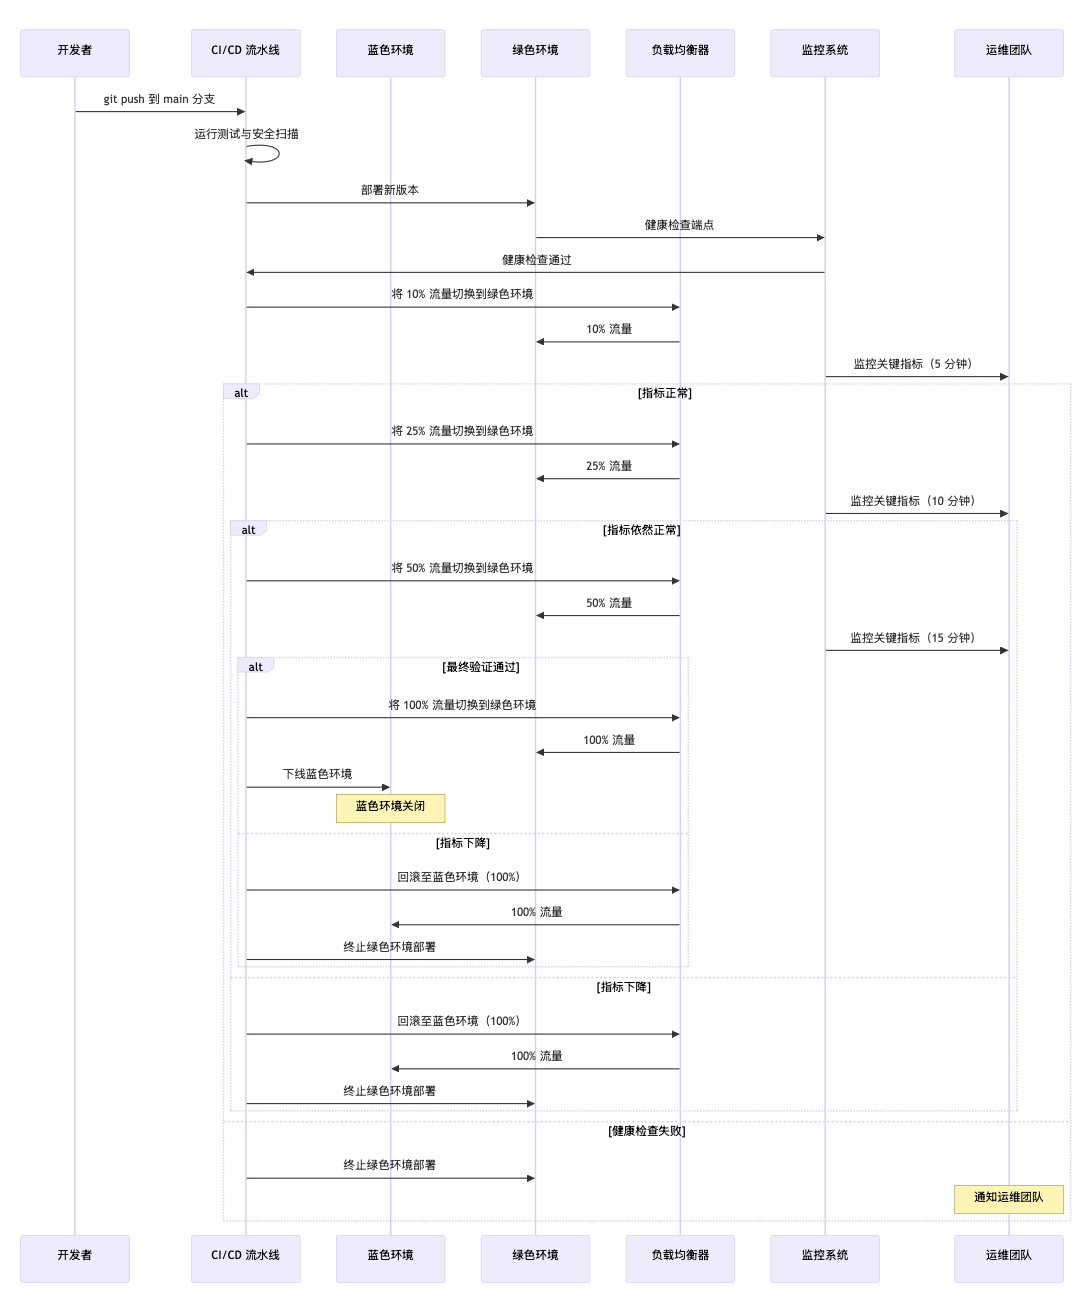 开发者
CI/CD 流水线
蓝色环境
绿色环境
负载均衡器
监控系统
运维团队
git push 到 main 分支
运行测试与安全扫描
部署新版本
健康检查端点
健康检查通过
将 10% 流量切换到绿色环境
10% 流量
监控关键指标（5 分钟）
alt
[指标正常]
将 25% 流量切换到绿色环境
25% 流量
监控关键指标（10 分钟）
alt
[指标依然正常]
将 50% 流量切换到绿色环境
50% 流量
监控关键指标（15 分钟）
alt
[最终验证通过]
将 100% 流量切换到绿色环境
100% 流量
下线蓝色环境
蓝色环境关闭
[指标下降]
回滚至蓝色环境（100%）
100% 流量
终止绿色环境部署
[指标下降]
回滚至蓝色环境（100%）
100% 流量
终止绿色环境部署
[健康检查失败]
终止绿色环境部署
通知运维团队
开发者
CI/CD 流水线
蓝色环境
绿色环境
负载均衡器
监控系统
运维团队